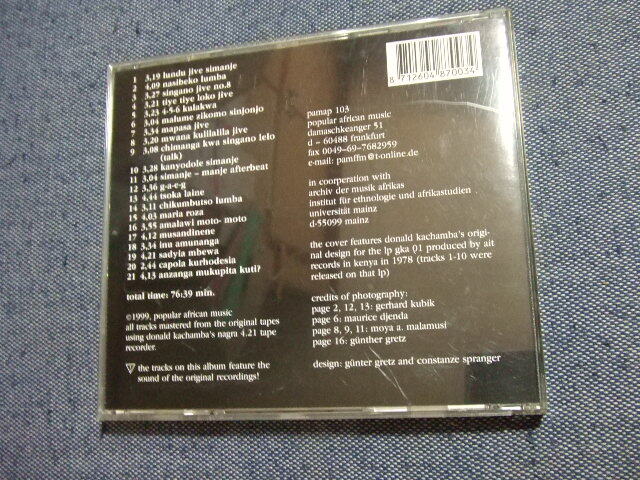 1 3,19 lundu jive simanje
2 4,09 nasibeko lumba
3 3,27 singano jive no.8
4 3,21 tiye tiye loko jive
5 3,23 4-5-6 kulakwa
6 3,04 malume zikomo sinjonjo
7 3,34 mapasa jive
8 3,20 mwana kulilalila jive
9 3,08 chimanga kwa singano lelo
(talk)
10 3,28 kanyodole simanje
11 3,04 simanje – manje afterbeat
12 3,36 g-a-e-g
13 4,44 tsoka laine
14 3,11 chikumbutso lumba
15 4,03 maria roza
16 3,55 amalawi moto- moto
17 4,12 musandinene
18 3,34 inu amunanga
19 4,21 sadyia mbewa
20 2,44 capola kurhodesia
21 4,13 anzanga mukupita kuti?
total time: 76:39 min.
©1999, popular african music
all tracks mastered from the original tapes
using donald kachamba's nagra 4.21 tape
recorder.
the tracks on this album feature the
sound of the original recordings!
8 712604 870034
pamap 103
popular african music
damaschkeanger 51
d – 60488 frankfurt
fax 0049-69-7682959
e-mail: pamffm@t-online.de
in coorperation with
archiv der musik afrikas
institut für ethnologie und afrikastudien
universität mainz
d-55099 mainz
the cover features donald kachamba's origi-
nal design for the lp gka 01 produced by ait
records in kenya in 1978 (tracks 1-10 were
released on that lp)
credits of photography:
page 2, 12, 13: gerhard kubik
page 6: maurice djenda
page 8, 9, 11: moya a. malamusi
page 16: günther gretz
design: günter gretz and constanze spranger